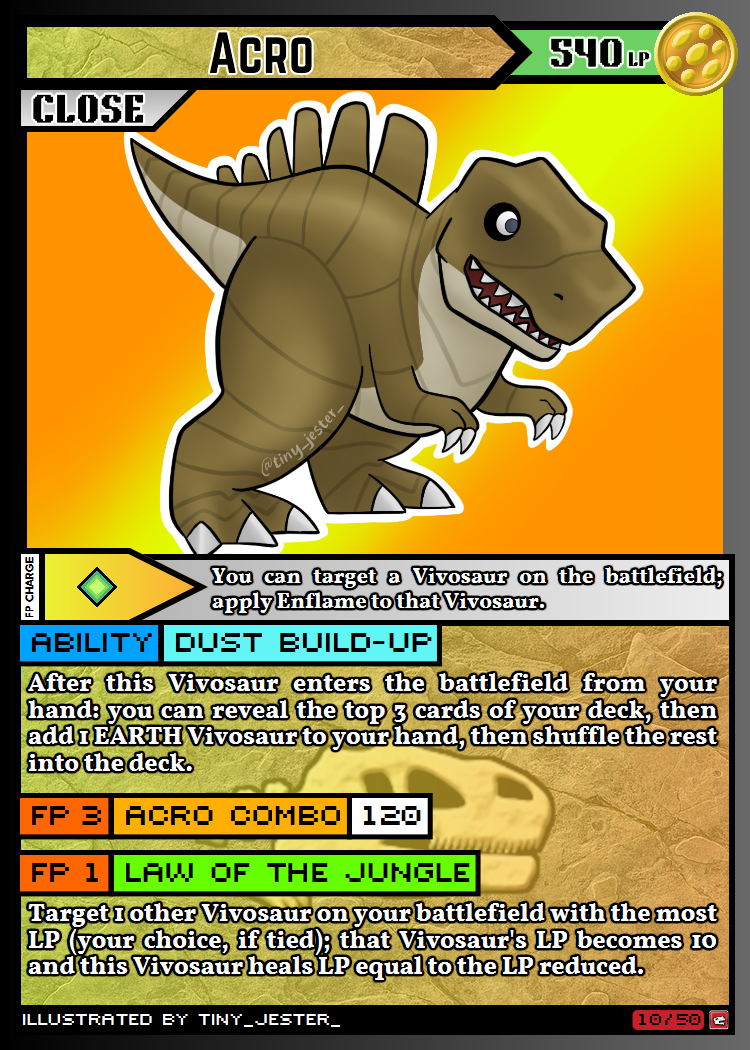 Acro
540 LP
CLOSE
@tiny_jester_
FP CHARGE
You can target a Vivosaur on the battlefield;
apply Enflame to that Vivosaur.
ABILITY DUST BUILD-UP
After this Vivosaur enters the battlefield from your
hand: you can reveal the top 3 cards of your deck, then
add 1 EARTH Vivosaur to your hand, then shuffle the rest
into the deck.
FP 3 ACRO COMBO 120
FP 1 LAW OF THE JUNGLE
Target 1 other Vivosaur on your battlefield with the most
LP (your choice, if tied); that Vivosaur's LP becomes 10
and this Vivosaur heals LP equal to the LP reduced.
ILLUSTRATED BY TINY_JESTER_
10/50